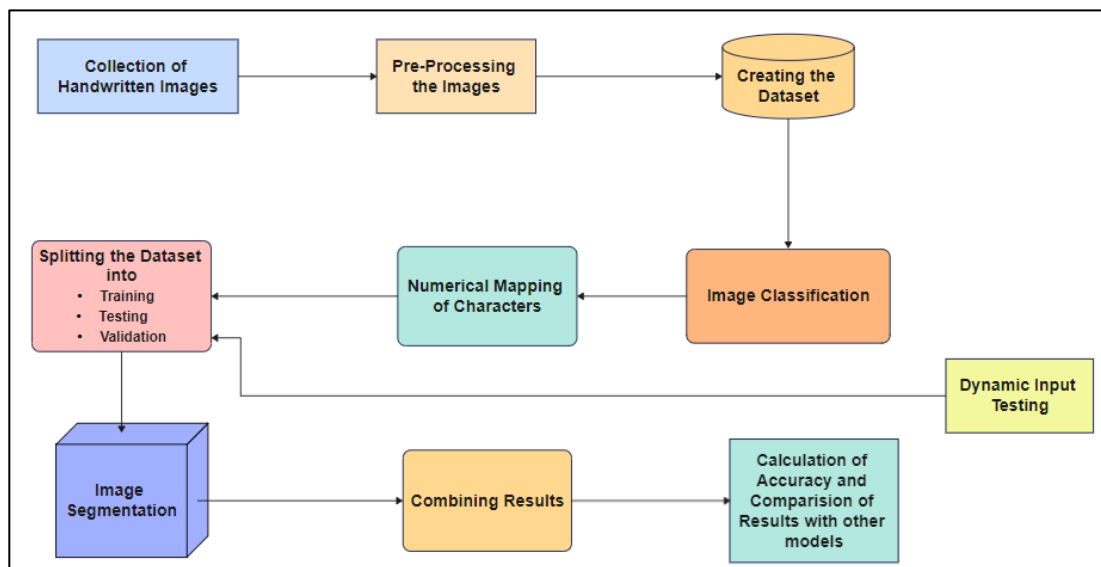 Collection of
Handwritten Images
Pre-Processing
the Images
Creating the
Dataset
Splitting the Dataset
into
• Training
• Testing
• Validation
Numerical Mapping
of Characters
Image Classification
Dynamic Input
Testing
Image
Segmentation
Combining Results
Calculation of
Accuracy and
Comparision of
Results with other
models